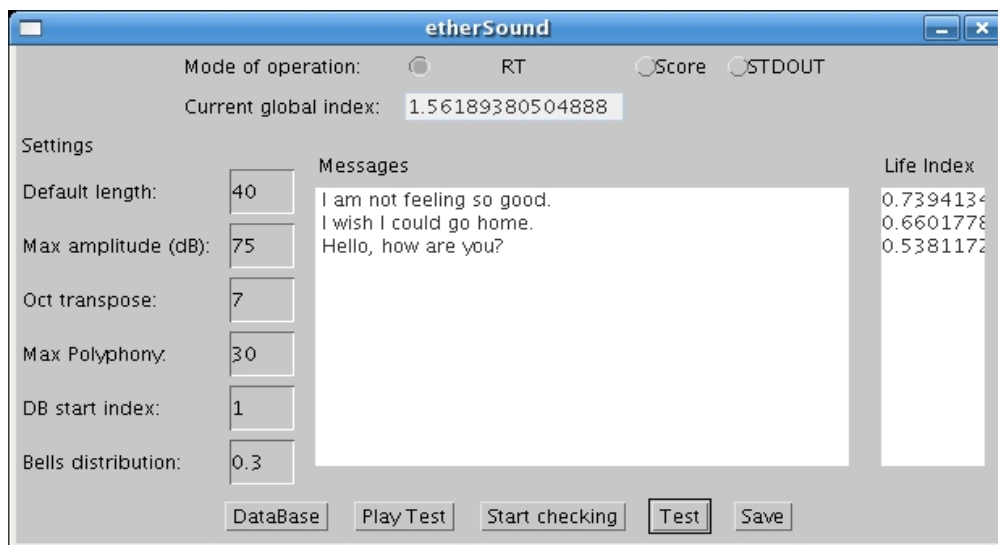 etherSound
Mode of operation: RT Score STDOUT
Current global index: 1.56189380504888
Settings
Messages Life Index
Default length: 40
Max amplitude (dB): 75
Oct transpose: 7
Max Polyphony: 30
DB start index: 1
Bells distribution: 0.3
I am not feeling so good. 0.7394134
I wish I could go home. 0.6601778
Hello, how are you? 0.5381172
DataBase Play Test Start checking Test Save